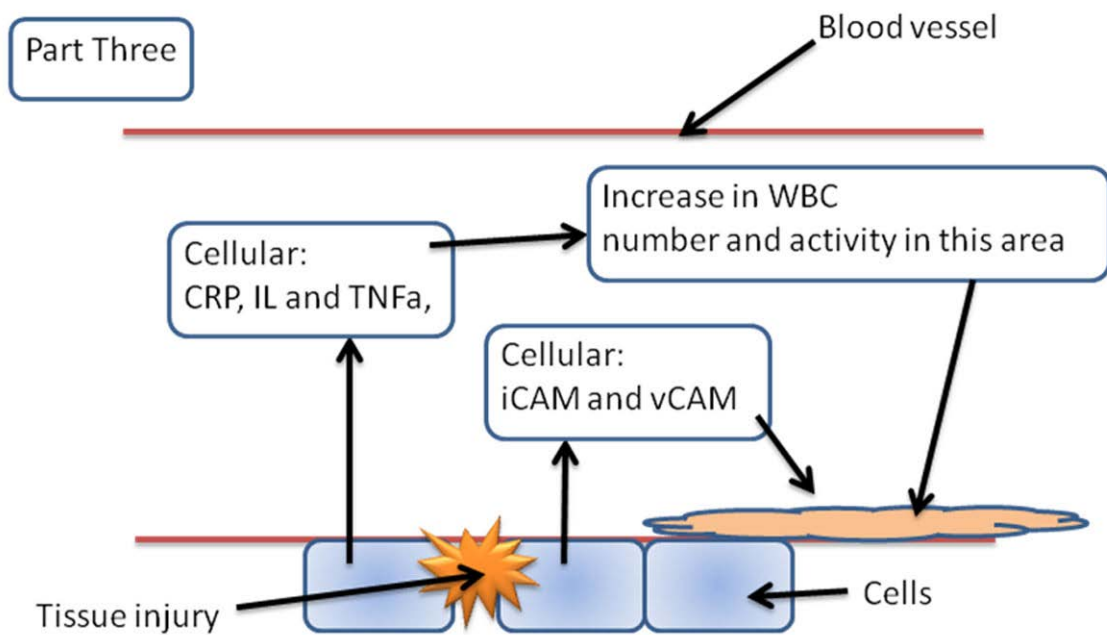 Part Three
Blood vessel
Increase in WBC
number and activity in this area
Cellular:
CRP, IL and TNFa,
Cellular:
iCAM and vCAM
Tissue injury
Cells